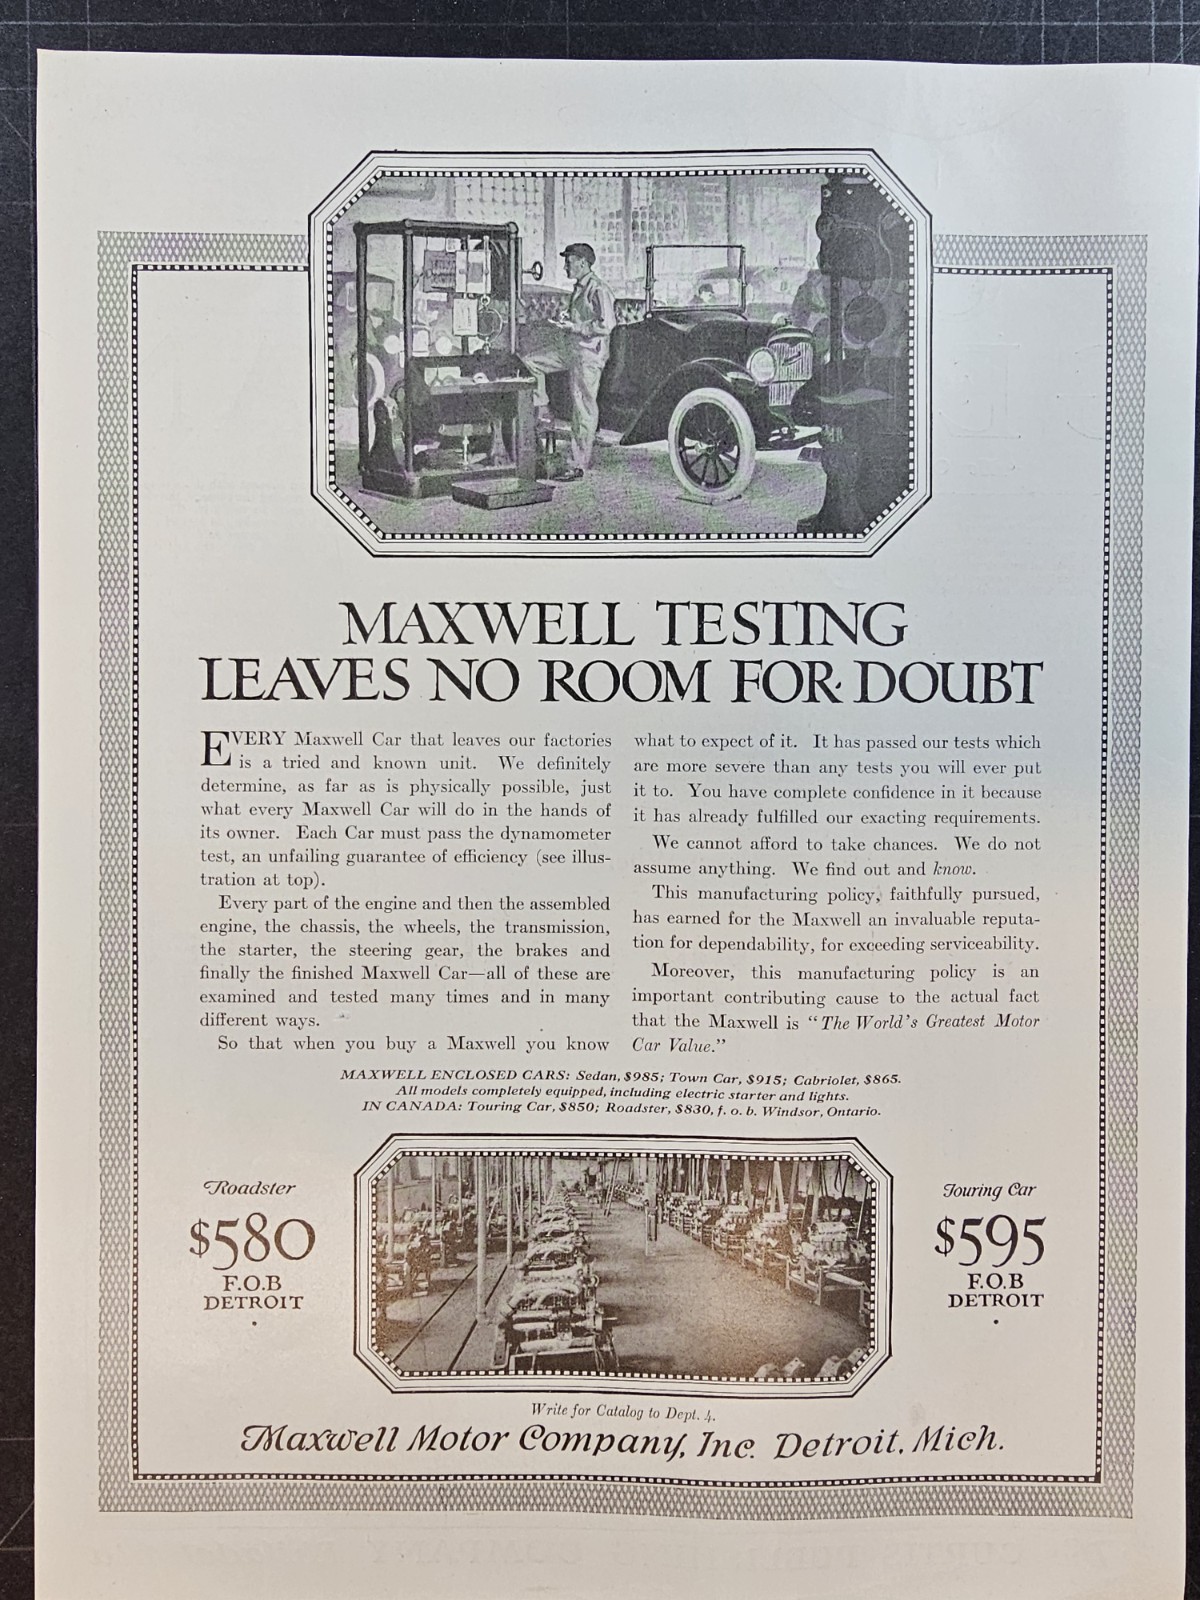 MAXWELL TESTING
LEAVES NO ROOM FOR DOUBT
EVERY Maxwell Car that leaves our factories
is a tried and known unit. We definitely
determine, as far as is physically possible, just
what every Maxwell Car will do in the hands of
its owner. Each Car must pass the dynamometer
test, an unfailing guarantee of efficiency (see illus-
tration at top).
Every part of the engine and then the assembled
engine, the chassis, the wheels, the transmission,
the starter, the steering gear, the brakes and
finally the finished Maxwell Car—all of these are
examined and tested many times and in many
different ways.
So that when you buy a Maxwell you know
what to expect of it. It has passed our tests which
are more severe than any tests you will ever put
it to. You have complete confidence in it because
it has already fulfilled our exacting requirements.
We cannot afford to take chances. We do not
assume anything. We find out and know.
This manufacturing policy, faithfully pursued,
has earned for the Maxwell an invaluable reputa-
tion for dependability, for exceeding serviceability.
Moreover, this manufacturing policy is an
important contributing cause to the actual fact
that the Maxwell is "The World's Greatest Motor
Car Value."
MAXWELL ENCLOSED CARS: Sedan, $985; Town Car, $915; Cabriolet, $865.
All models completely equipped, including electric starter and lights.
IN CANADA: Touring Car, $850; Roadster, $830, f. o. b. Windsor, Ontario.
Roadster
$580
F.O.B
DETROIT
Touring Car
$595
F.O.B
DETROIT
Write for Catalog to Dept. 4.
Maxwell Motor Company, Inc. Detroit, Mich.